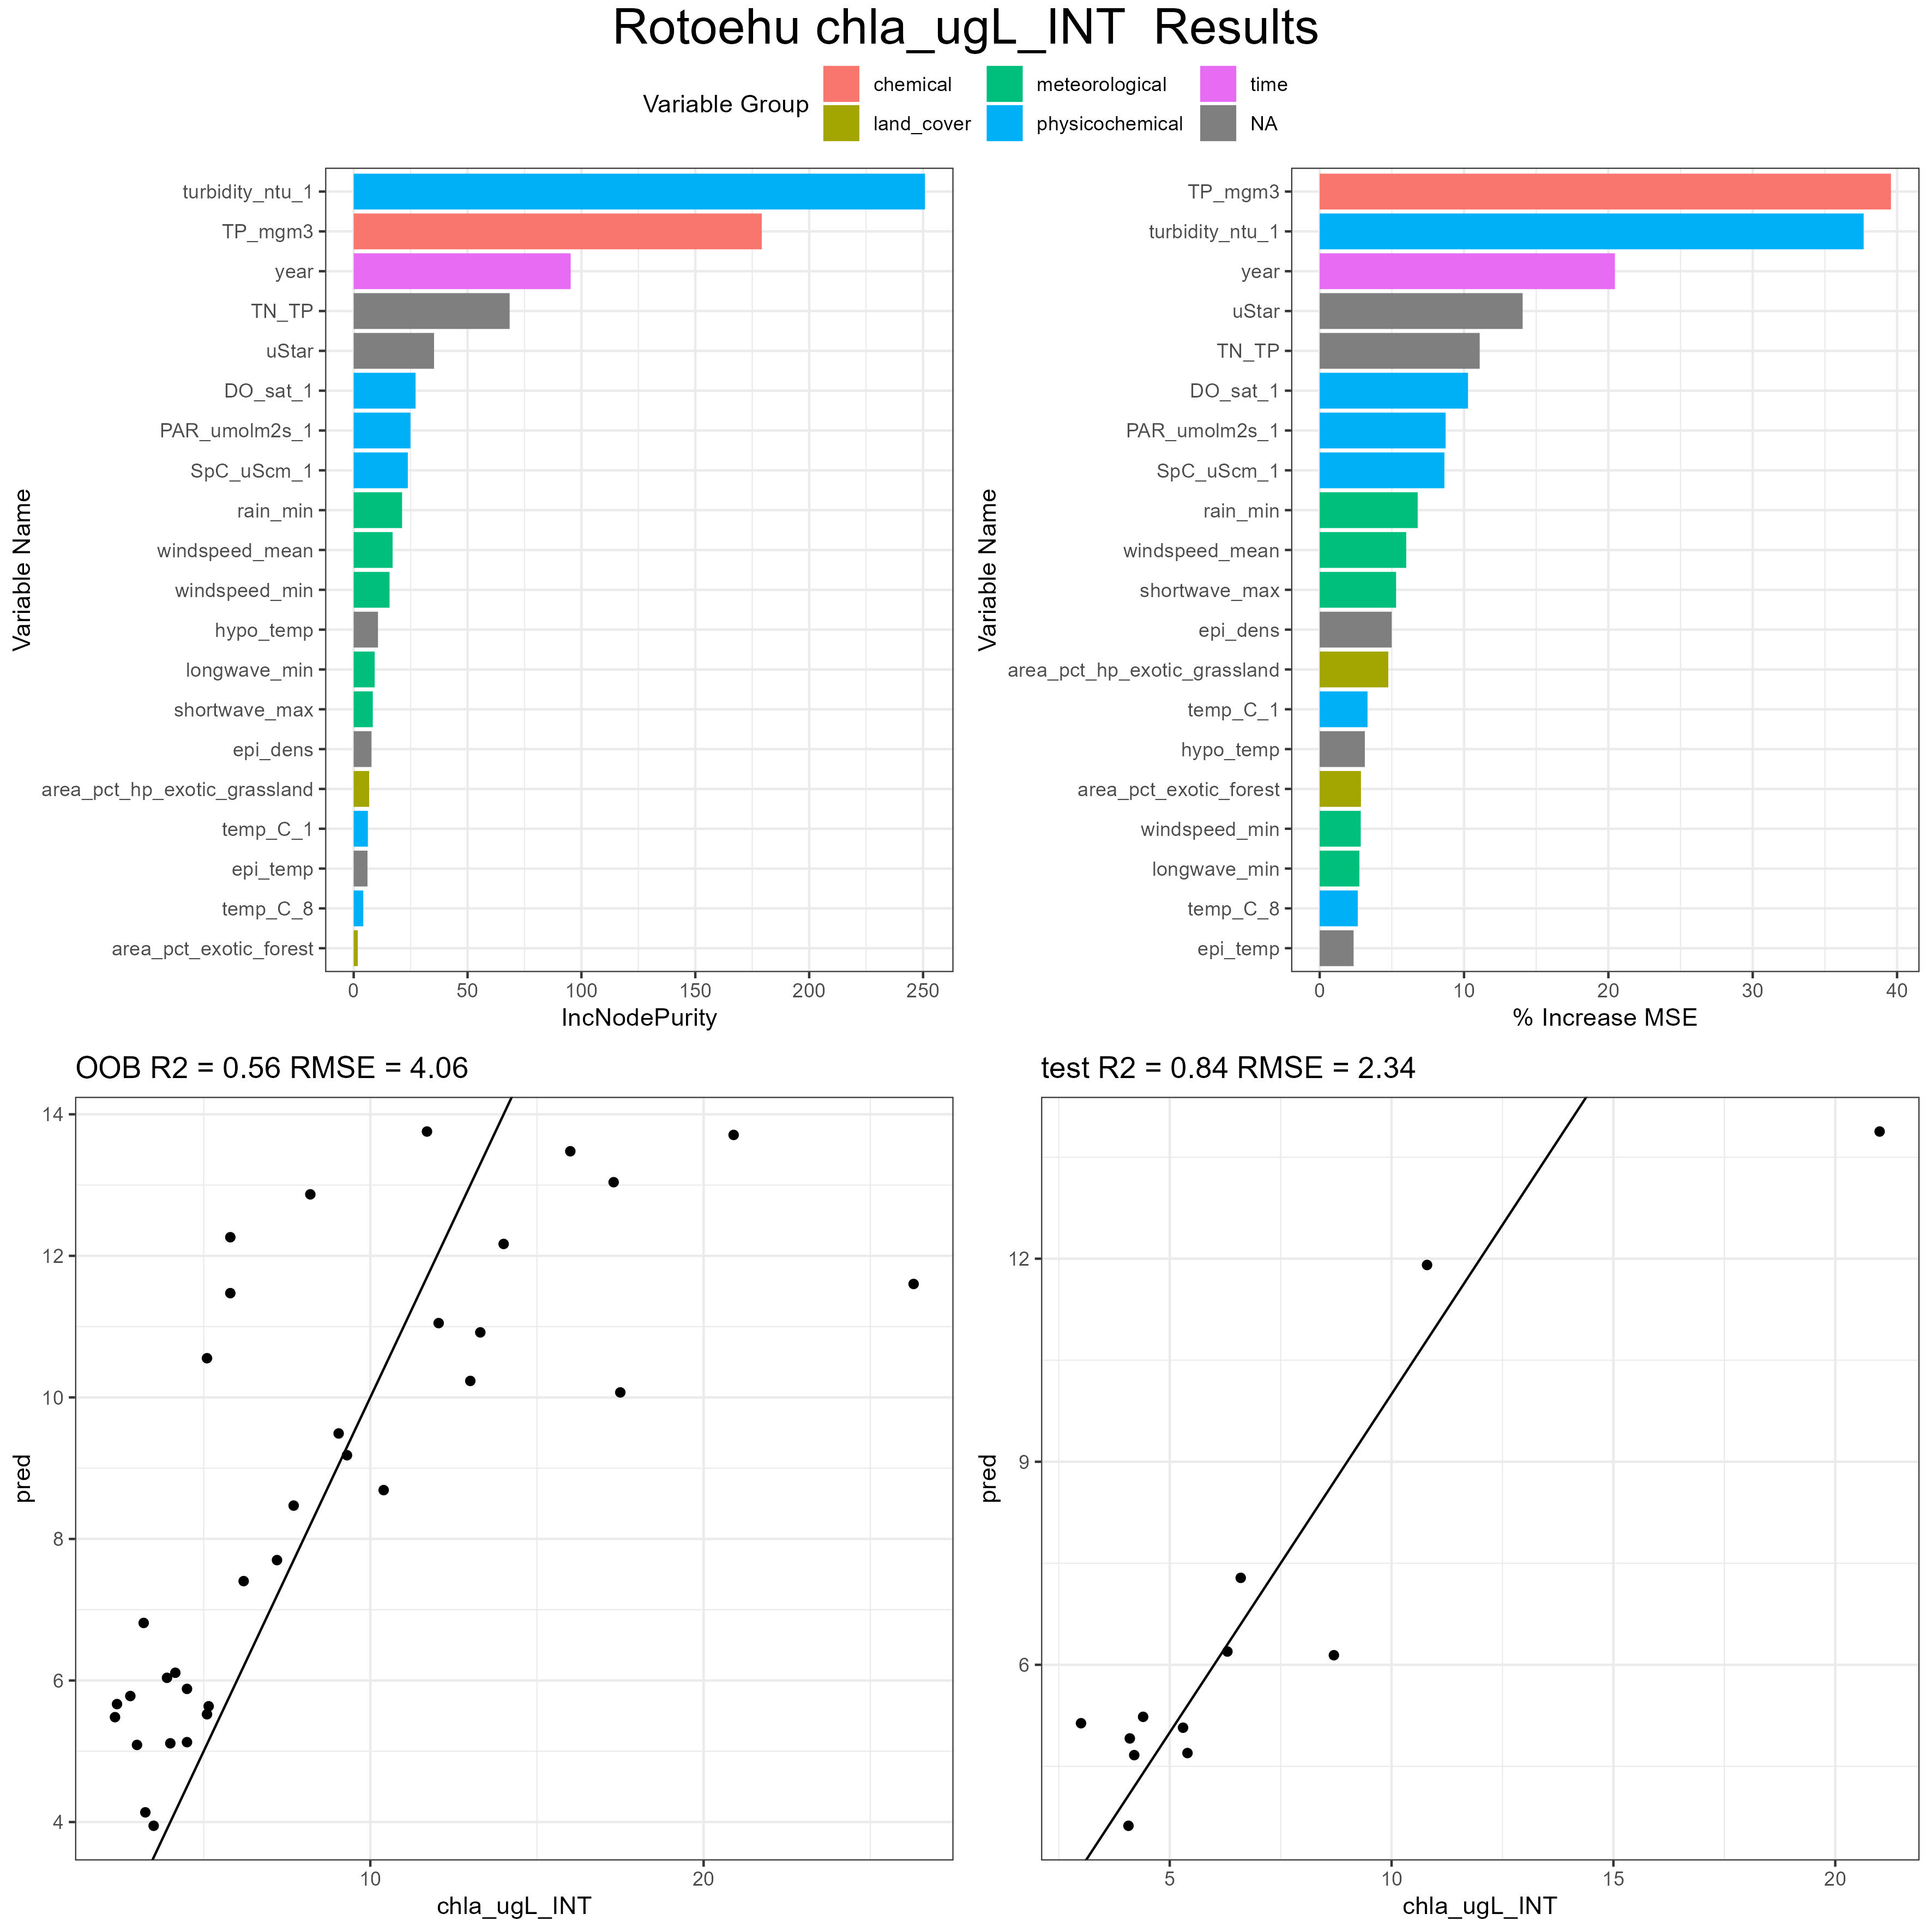 Rotoehu chla_ugL_INT  Results
Variable Group
chemical
land_cover
meteorological
physicochemical
time
NA
Variable Name
turbidity_ntu_1
TP_mgm3
year
TN_TP
uStar
DO_sat_1
PAR_umolm2s_1
SpC_uScm_1
rain_min
windspeed_mean
windspeed_min
hypo_temp
longwave_min
shortwave_max
epi_dens
area_pct_hp_exotic_grassland
temp_C_1
epi_temp
temp_C_8
area_pct_exotic_forest
0 50 100 150 200 250
IncNodePurity
Variable Name
TP_mgm3
turbidity_ntu_1
year
uStar
TN_TP
DO_sat_1
PAR_umolm2s_1
SpC_uScm_1
rain_min
windspeed_mean
shortwave_max
epi_dens
area_pct_hp_exotic_grassland
temp_C_1
hypo_temp
area_pct_exotic_forest
windspeed_min
longwave_min
temp_C_8
epi_temp
0 10 20 30 40
% Increase MSE
OOB R2 = 0.56 RMSE = 4.06
pred
14
12
10
8
6
4
10 20
chla_ugL_INT
test R2 = 0.84 RMSE = 2.34
pred
12
9
6
5 10 15 20
chla_ugL_INT